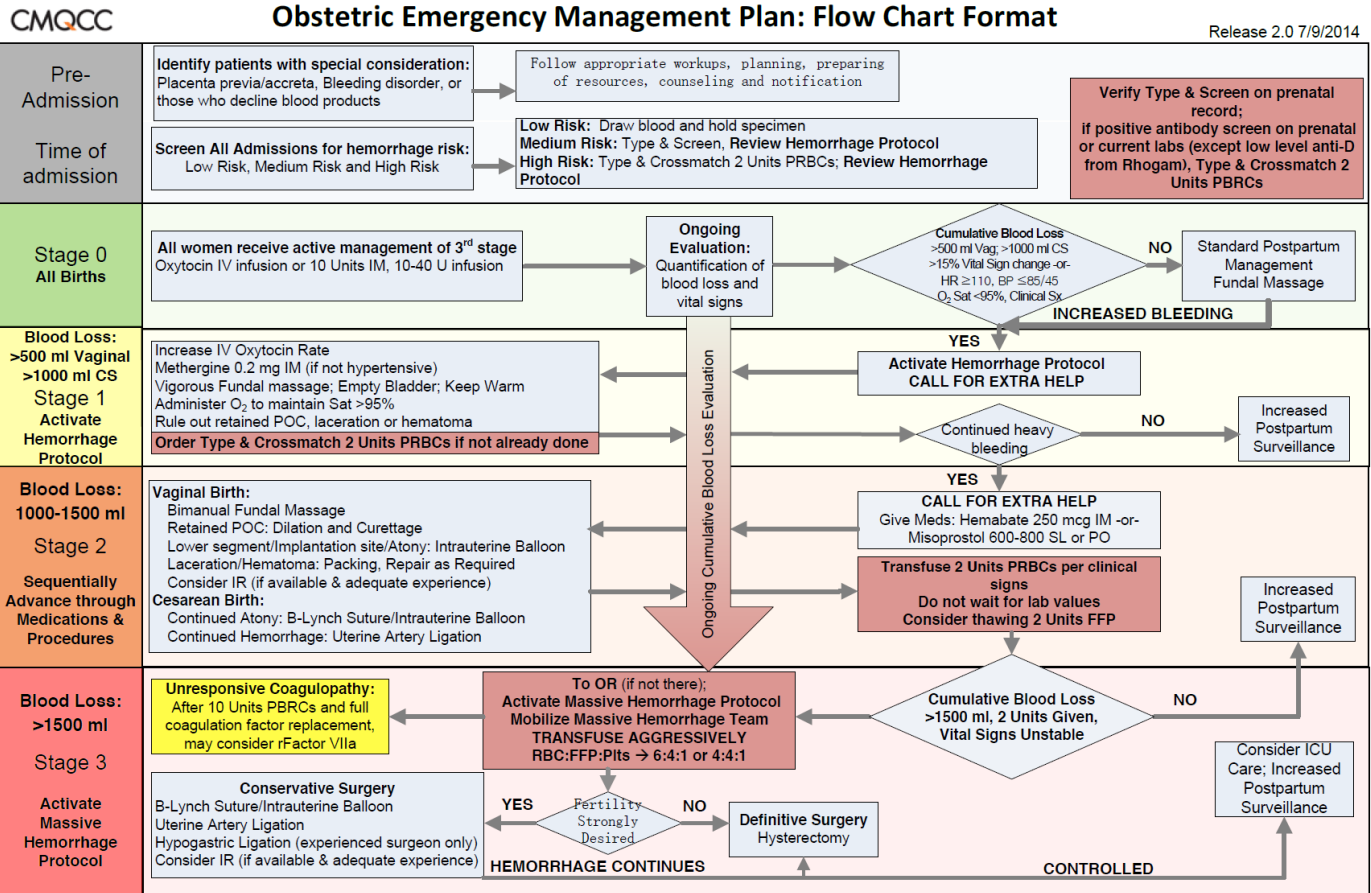 CMQCC
Obstetric Emergency Management Plan: Flow Chart Format
Release 2.0 7/9/2014
Pre-
Admission
Time of
admission
Identify patients with special consideration:
Placenta previa/accreta, Bleeding disorder, or
those who decline blood products
Follow appropriate workups, planning, preparing
of resources, counseling and notification
Screen All Admissions for hemorrhage risk:
Low Risk, Medium Risk and High Risk
Low Risk: Draw blood and hold specimen
Medium Risk: Type & Screen, Review Hemorrhage Protocol
High Risk: Type & Crossmatch 2 Units PRBCs; Review Hemorrhage
Protocol
Verify Type & Screen on prenatal
record;
if positive antibody screen on prenatal
or current labs (except low level anti-D
from Rhogam), Type & Crossmatch 2
Units PBRCs
Stage 0
All Births
All women receive active management of 3rd stage
Oxytocin IV infusion or 10 Units IM, 10-40 U infusion
Ongoing
Evaluation:
Quantification of
blood loss and
vital signs
Cumulative Blood Loss
>500 ml Vag; >1000 ml CS
>15% Vital Sign change -or-
HR ≥110, BP ≤85/45
O2 Sat <95%, Clinical Sx
NO
Standard Postpartum
Management
Fundal Massage
INCREASED BLEEDING
YES
Blood Loss:
>500 ml Vaginal
>1000 ml CS
Stage 1
Activate
Hemorrhage
Protocol
Increase IV Oxytocin Rate
Methergine 0.2 mg IM (if not hypertensive)
Vigorous Fundal massage; Empty Bladder; Keep Warm
Administer O2 to maintain Sat >95%
Rule out retained POC, laceration or hematoma
Order Type & Crossmatch 2 Units PRBCs if not already done
Ongoing Cumulative Blood Loss Evaluation
Activate Hemorrhage Protocol
CALL FOR EXTRA HELP
Continued heavy
bleeding
NO
Increased
Postpartum
Surveillance
YES
Blood Loss:
1000-1500 ml
Stage 2
Sequentially
Advance through
Medications &
Procedures
Vaginal Birth:
Bimanual Fundal Massage
Retained POC: Dilation and Curettage
Lower segment/Implantation site/Atony: Intrauterine Balloon
Laceration/Hematoma: Packing, Repair as Required
Consider IR (if available & adequate experience)
Cesarean Birth:
Continued Atony: B-Lynch Suture/Intrauterine Balloon
Continued Hemorrhage: Uterine Artery Ligation
CALL FOR EXTRA HELP
Give Meds: Hemabate 250 mcg IM -or-
Misoprostol 600-800 SL or PO
Transfuse 2 Units PRBCs per clinical
signs
Do not wait for lab values
Consider thawing 2 Units FFP
Increased
Postpartum
Surveillance
Blood Loss:
>1500 ml
Stage 3
Activate
Massive
Hemorrhage
Protocol
Unresponsive Coagulopathy:
After 10 Units PBRCs and full
coagulation factor replacement,
may consider rFactor VIIa
To OR (if not there);
Activate Massive Hemorrhage Protocol
Mobilize Massive Hemorrhage Team
TRANSFUSE AGGRESSIVELY
RBC:FFP:Plts → 6:4:1 or 4:4:1
Cumulative Blood Loss
>1500 ml, 2 Units Given,
Vital Signs Unstable
NO
Consider ICU
Care; Increased
Postpartum
Surveillance
Conservative Surgery
B-Lynch Suture/Intrauterine Balloon
Uterine Artery Ligation
Hypogastric Ligation (experienced surgeon only)
Consider IR (if available & adequate experience)
YES
Fertility
Strongly
Desired
NO
Definitive Surgery
Hysterectomy
HEMORRHAGE CONTINUES
CONTROLLED